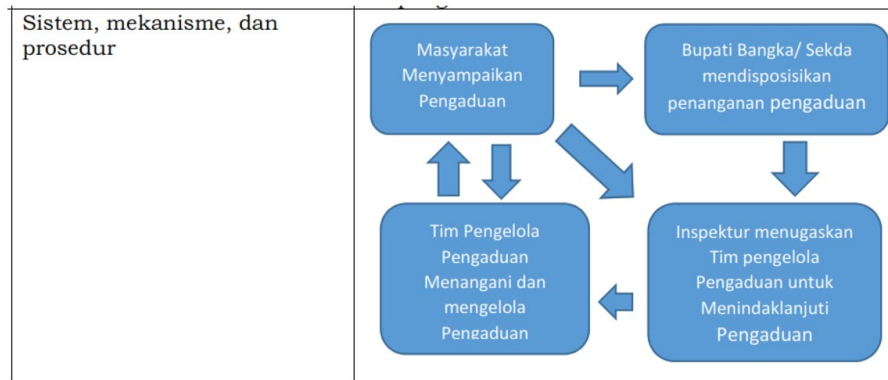 Sistem, mekanisme, dan
prosedur
Masyarakat
Menyampaikan
Pengaduan
Bupati Bangka/ Sekda
mendisposisikan
penanganan pengaduan
Tim Pengelola
Pengaduan
Menangani dan
mengelola
Pengaduan
Inspektur menugaskan
Tim pengelola
Pengaduan untuk
Menindaklanjuti
Pengaduan